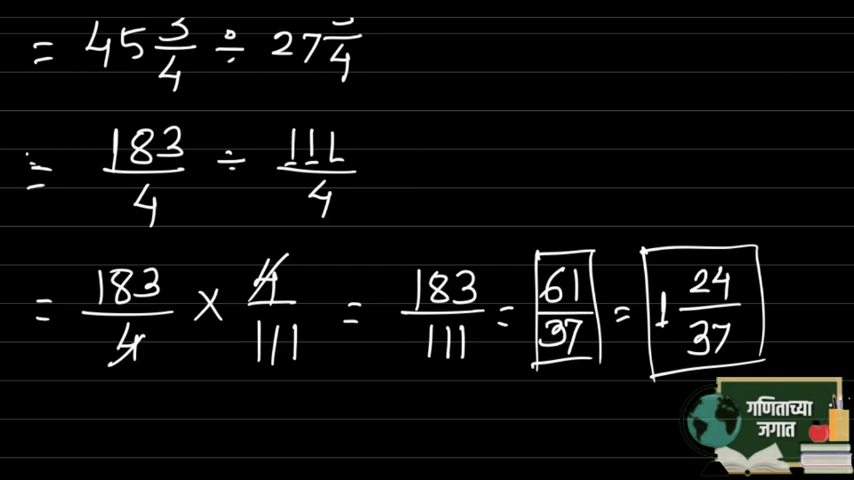 = 45 3/4 ÷ 27 3/4
= 183/4 ÷ 111/4
= 183/4 × 4/111 = 183/111 = 61/37 = 1 24/37
गणिताच्या
जगात